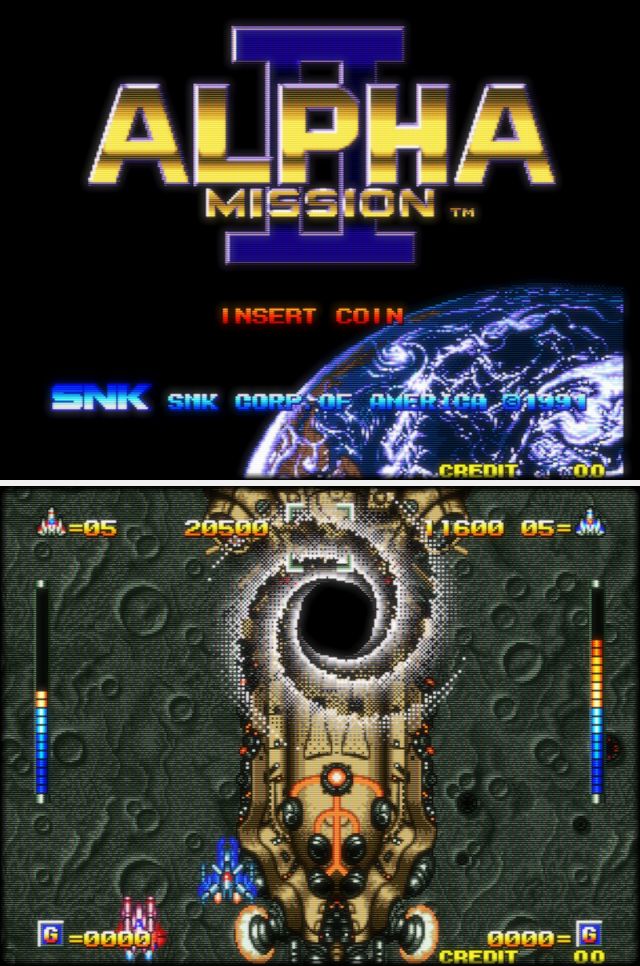 II
ALPHA
MISSION ™
INSERT COIN
SNK SNK CORP. OF AMERICA ©1991
CREDIT 00
=05 20500 11600 05=
G=0000 0000=G
CREDIT 00